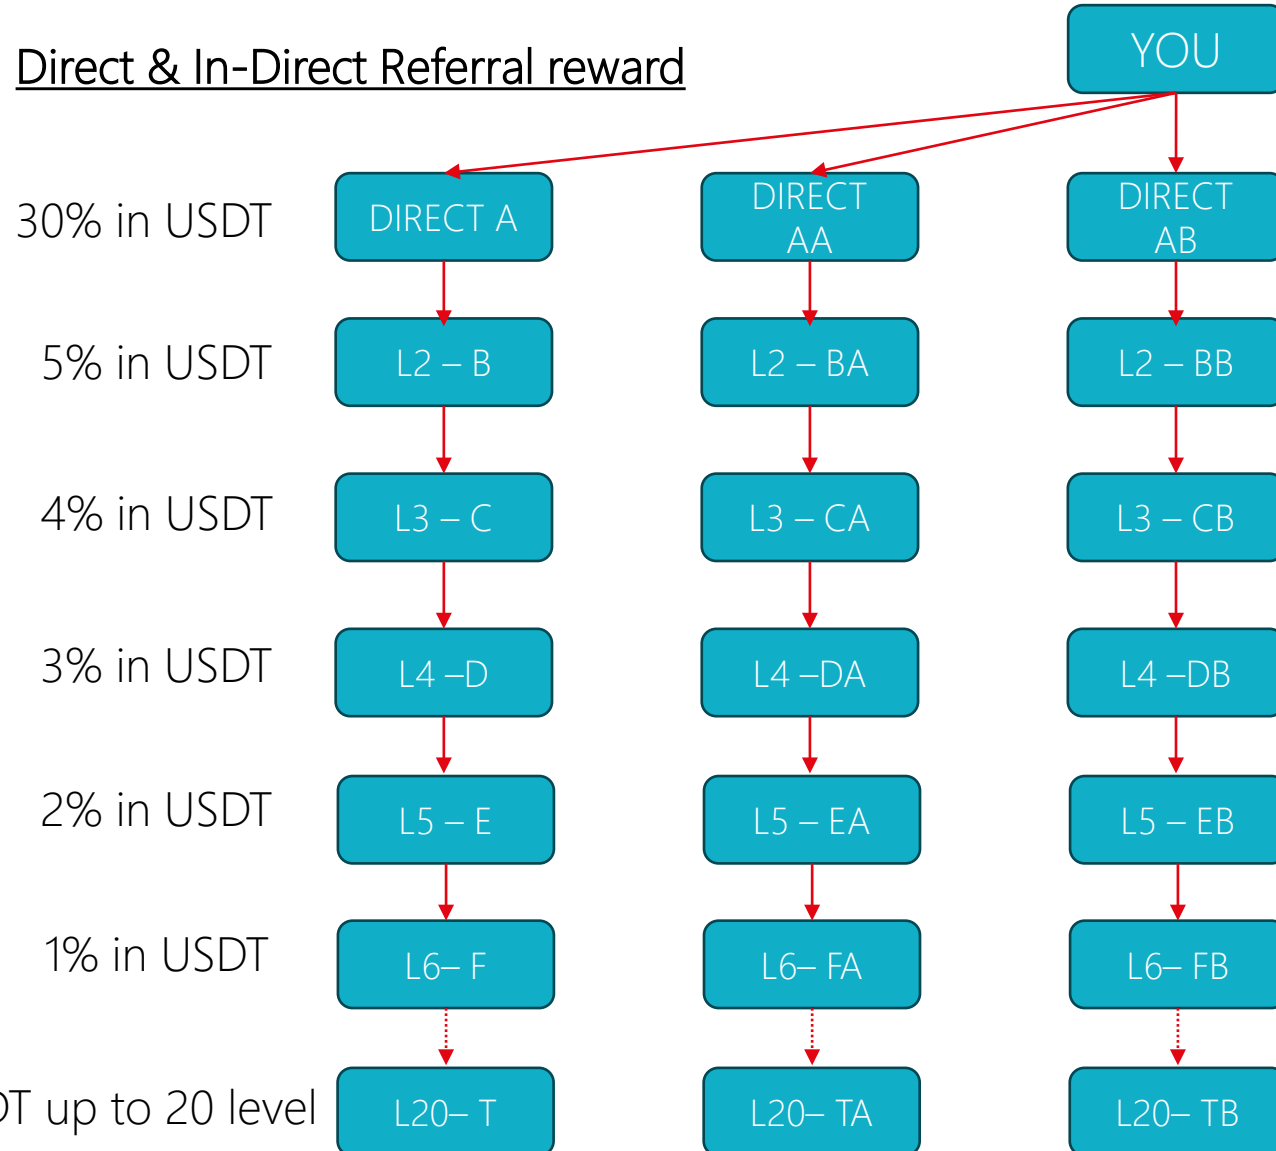 YOU
Direct & In-Direct Referral reward
30% in USDT
DIRECT A
DIRECT
AA
DIRECT
AB
5% in USDT
L2 – B
L2 – BA
L2 – BB
4% in USDT
L3 – C
L3 – CA
L3 – CB
3% in USDT
L4 –D
L4 –DA
L4 –DB
2% in USDT
L5 – E
L5 – EA
L5 – EB
1% in USDT
L6– F
L6– FA
L6– FB
up to 20 level
L20– T
L20– TA
L20– TB